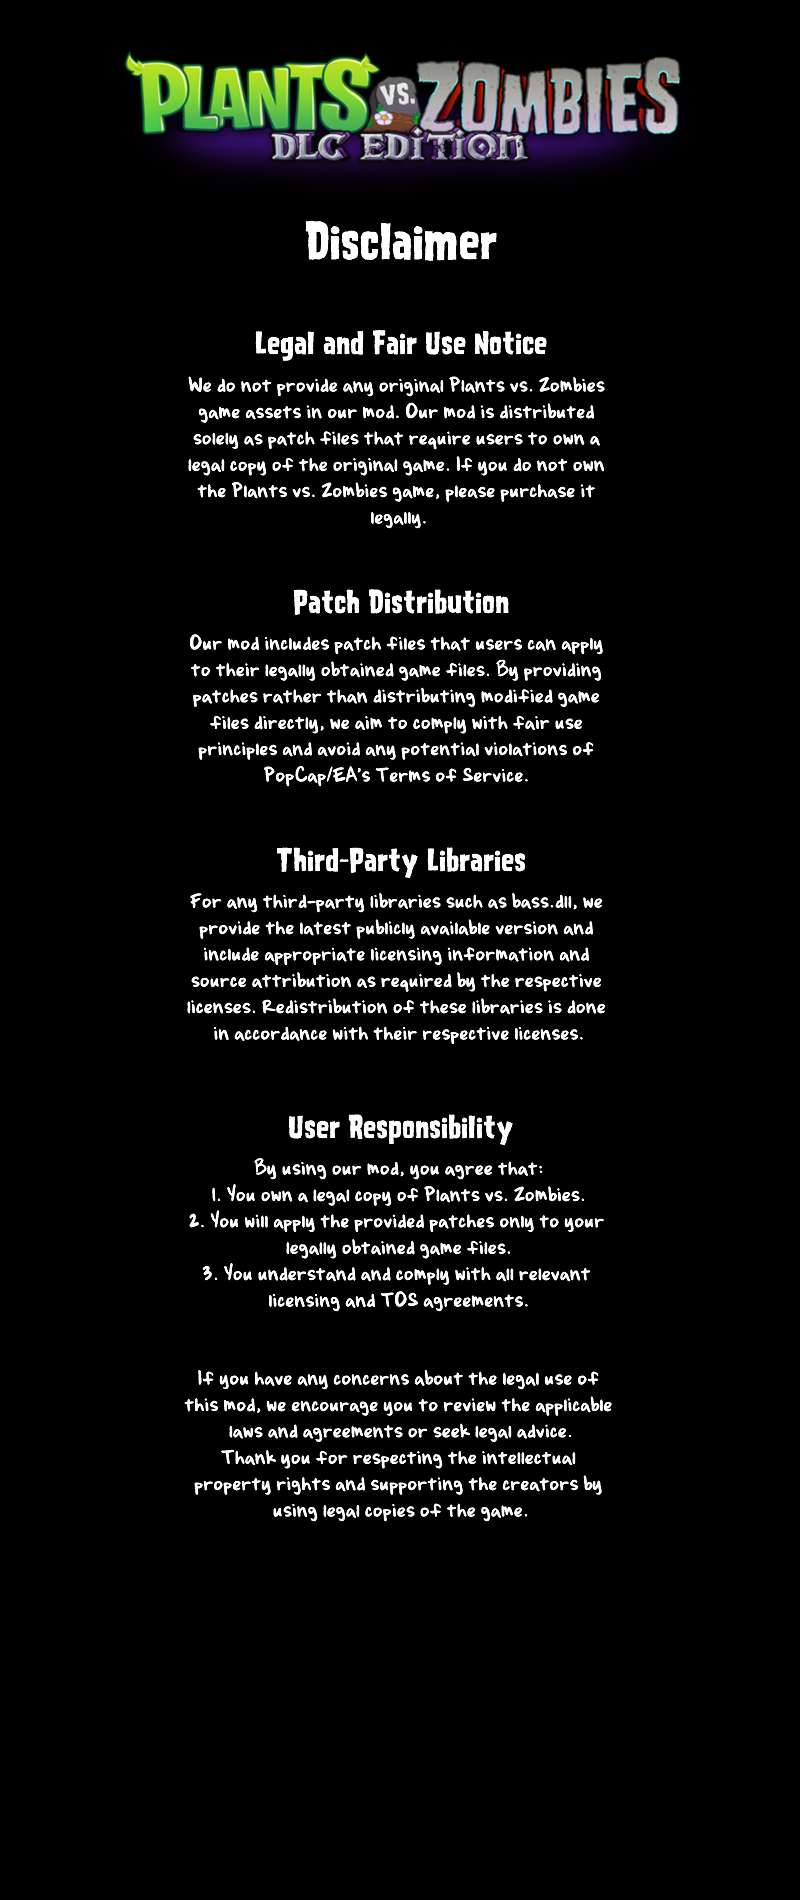 PLANTS VS. ZOMBIES
DLC EDITION
Disclaimer
Legal and Fair Use Notice
We do not provide any original Plants vs. Zombies
game assets in our mod. Our mod is distributed
solely as patch files that require users to own a
legal copy of the original game. If you do not own
the Plants vs. Zombies game, please purchase it
legally.
Patch Distribution
Our mod includes patch files that users can apply
to their legally obtained game files. By providing
patches rather than distributing modified game
files directly, we aim to comply with fair use
principles and avoid any potential violations of
PopCap/EA's Terms of Service.
Third-Party Libraries
For any third-party libraries such as bass.dll, we
provide the latest publicly available version and
include appropriate licensing information and
source attribution as required by the respective
licenses. Redistribution of these libraries is done
in accordance with their respective licenses.
User Responsibility
By using our mod, you agree that:
1. You own a legal copy of Plants vs. Zombies.
2. You will apply the provided patches only to your
legally obtained game files.
3. You understand and comply with all relevant
licensing and TOS agreements.
If you have any concerns about the legal use of
this mod, we encourage you to review the applicable
laws and agreements or seek legal advice.
Thank you for respecting the intellectual
property rights and supporting the creators by
using legal copies of the game.